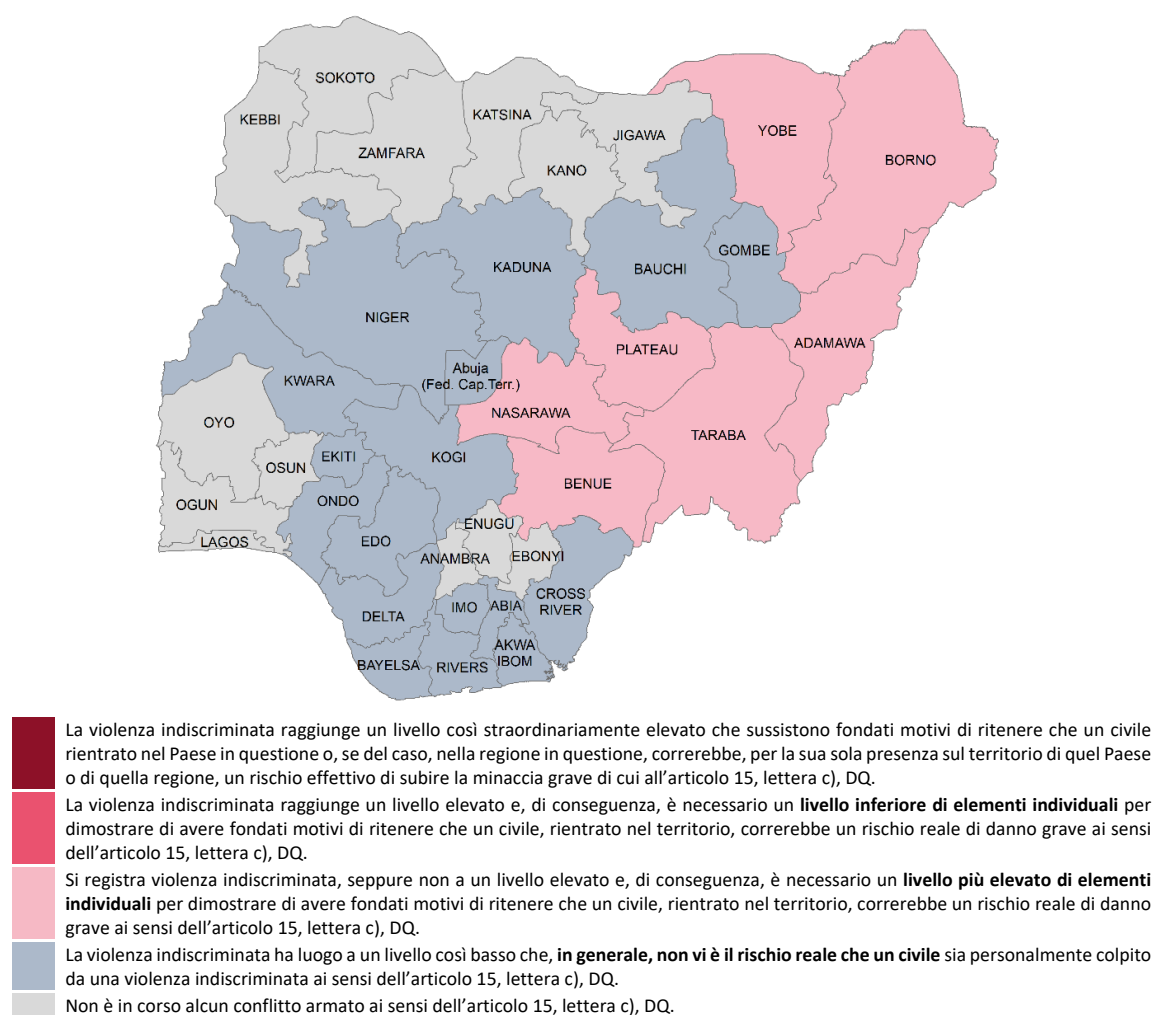 SOKOTO
KEBBI
KATSINA
JIGAWA
YOBE
BORNO
ZAMFARA
KANO
GOMBE
KADUNA
BAUCHI
NIGER
ADAMAWA
PLATEAU
Abuja
(Fed. Cap.Terr.)
KWARA
NASARAWA
OYO
TARABA
EKITI
KOGI
OSUN
BENUE
OGUN
ONDO
ENUGU
LAGOS
EDO
ANAMBRA
EBONYI
CROSS
RIVER
IMO
ABIA
DELTA
AKWA
IBOM
BAYELSA
RIVERS
La violenza indiscriminata raggiunge un livello così straordinariamente elevato che sussistono fondati motivi di ritenere che un civile
rientrato nel Paese in questione o, se del caso, nella regione in questione, correrebbe, per la sua sola presenza sul territorio di quel Paese
o di quella regione, un rischio effettivo di subire la minaccia grave di cui all’articolo 15, lettera c), DQ.
La violenza indiscriminata raggiunge un livello elevato e, di conseguenza, è necessario un livello inferiore di elementi individuali per
dimostrare di avere fondati motivi di ritenere che un civile, rientrato nel territorio, correrebbe un rischio reale di danno grave ai sensi
dell’articolo 15, lettera c), DQ.
Si registra violenza indiscriminata, seppure non a un livello elevato e, di conseguenza, è necessario un livello più elevato di elementi
individuali per dimostrare di avere fondati motivi di ritenere che un civile, rientrato nel territorio, correrebbe un rischio reale di danno
grave ai sensi dell’articolo 15, lettera c), DQ.
La violenza indiscriminata ha luogo a un livello così basso che, in generale, non vi è il rischio reale che un civile sia personalmente colpito
da una violenza indiscriminata ai sensi dell’articolo 15, lettera c), DQ.
Non è in corso alcun conflitto armato ai sensi dell’articolo 15, lettera c), DQ.